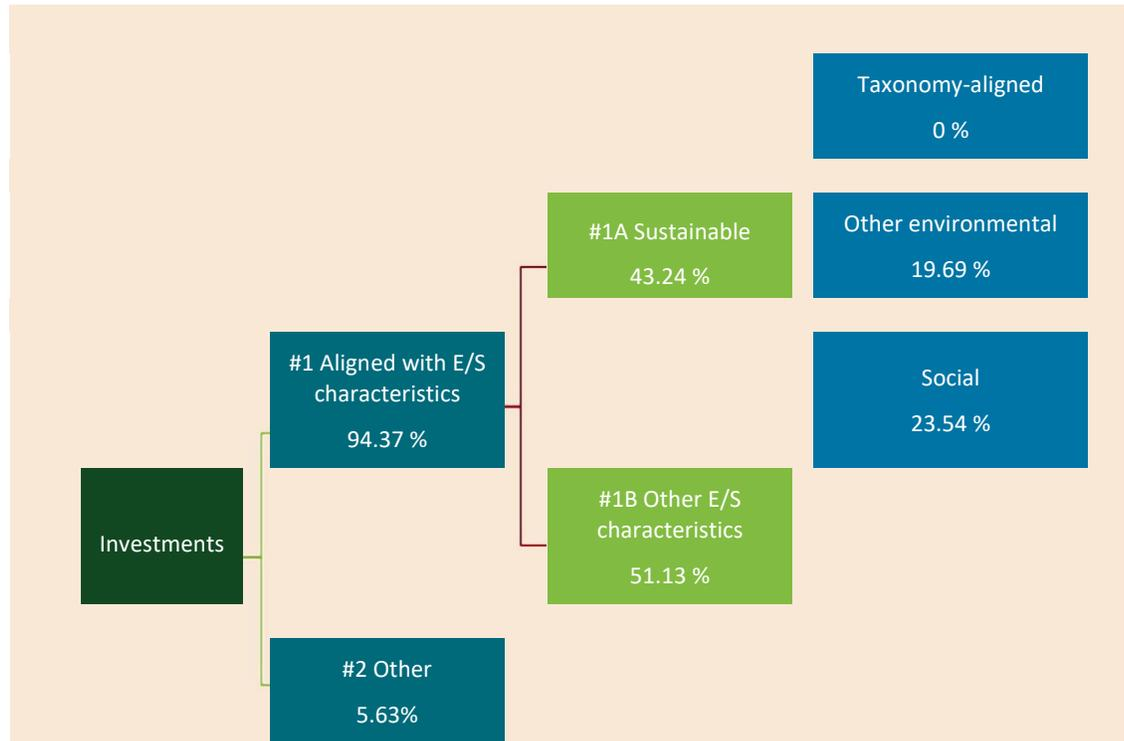 Taxonomy-aligned
0 %
#1A Sustainable
43.24 %
Other environmental
19.69 %
#1 Aligned with E/S
characteristics
94.37 %
Social
23.54 %
Investments
#1B Other E/S
characteristics
51.13 %
#2 Other
5.63%